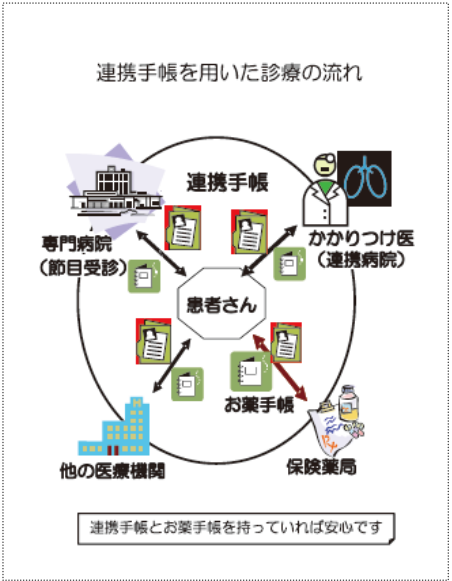 連携手帳を用いた診療の流れ
連携手帳
専門病院
（節目受診）
かかりつけ医
（連携病院）
患者さん
お薬手帳
他の医療機関
保険薬局
連携手帳とお薬手帳を持っていれば安心です